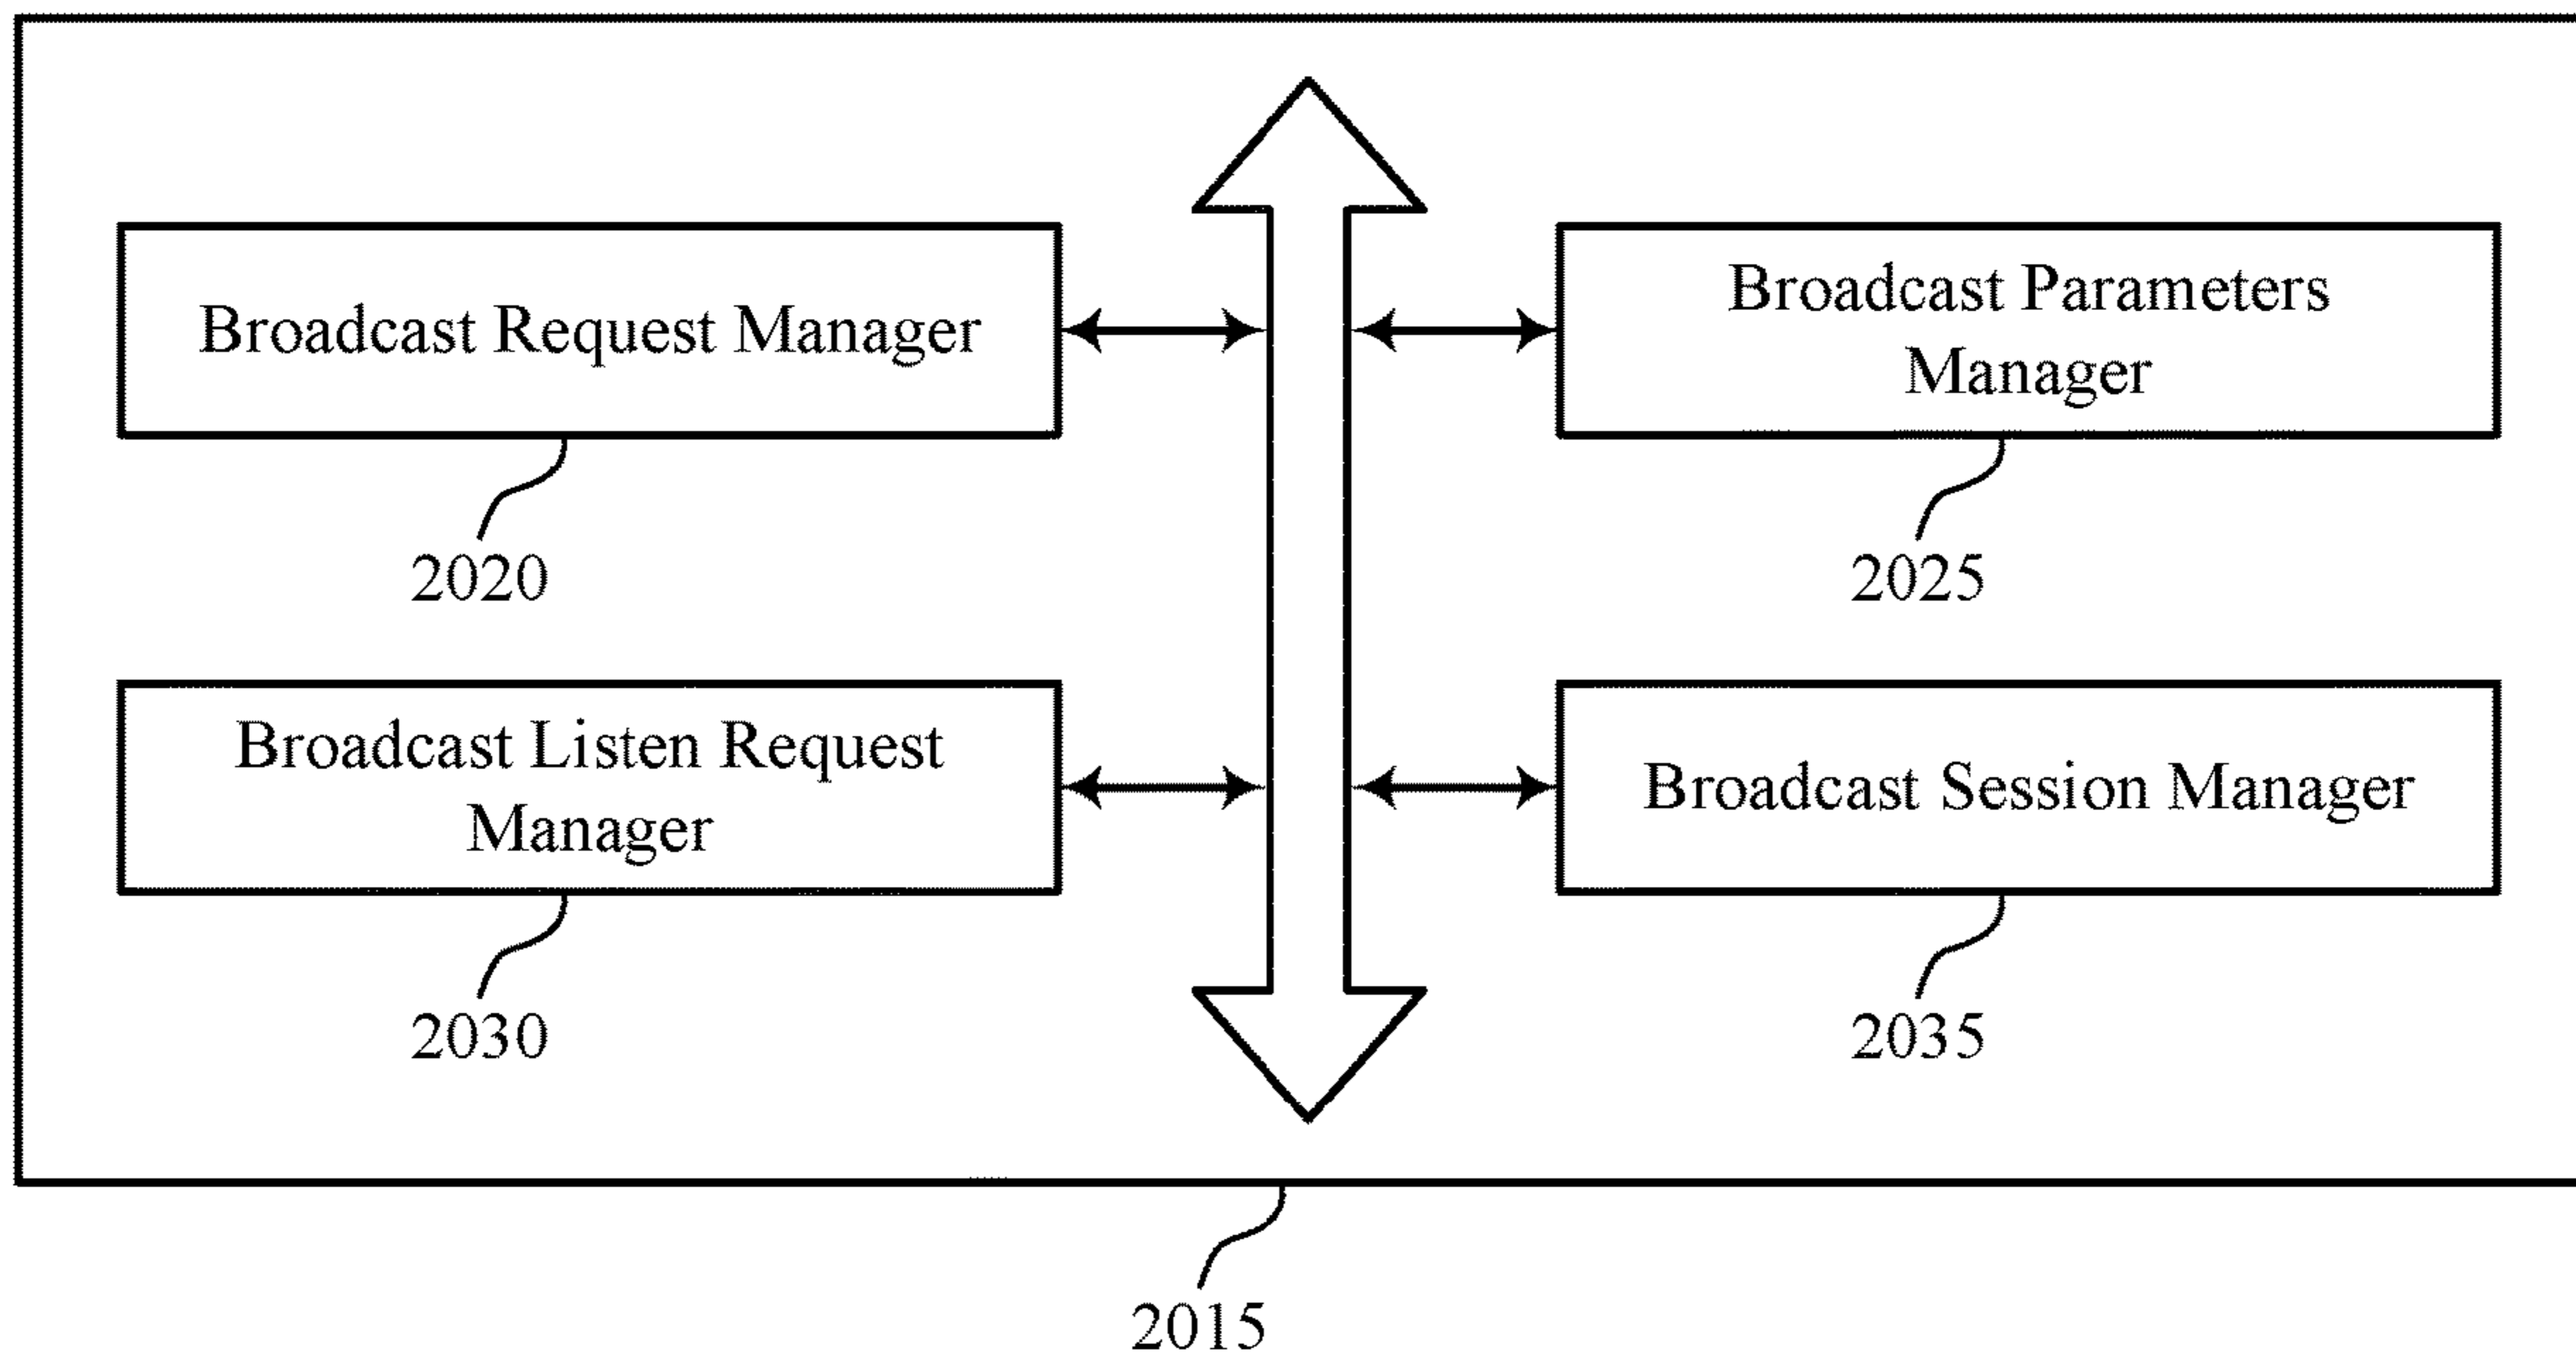 Broadcast Request Manager
Broadcast Parameters
Manager
2020
2025
Broadcast Listen Request
Manager
Broadcast Session Manager
2030
2035
2015